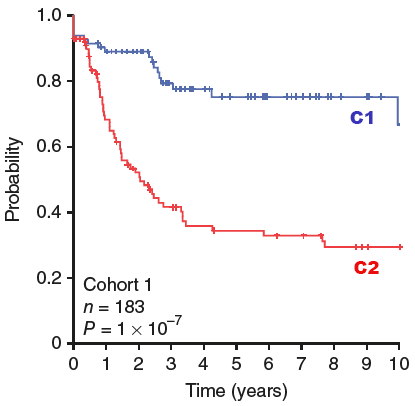 1.0
0.8
0.6
0.4
0.2
0
Probability
C1
C2
Cohort 1
n = 183
P = 1 × 10⁻⁷
0 1 2 3 4 5 6 7 8 9 10
Time (years)